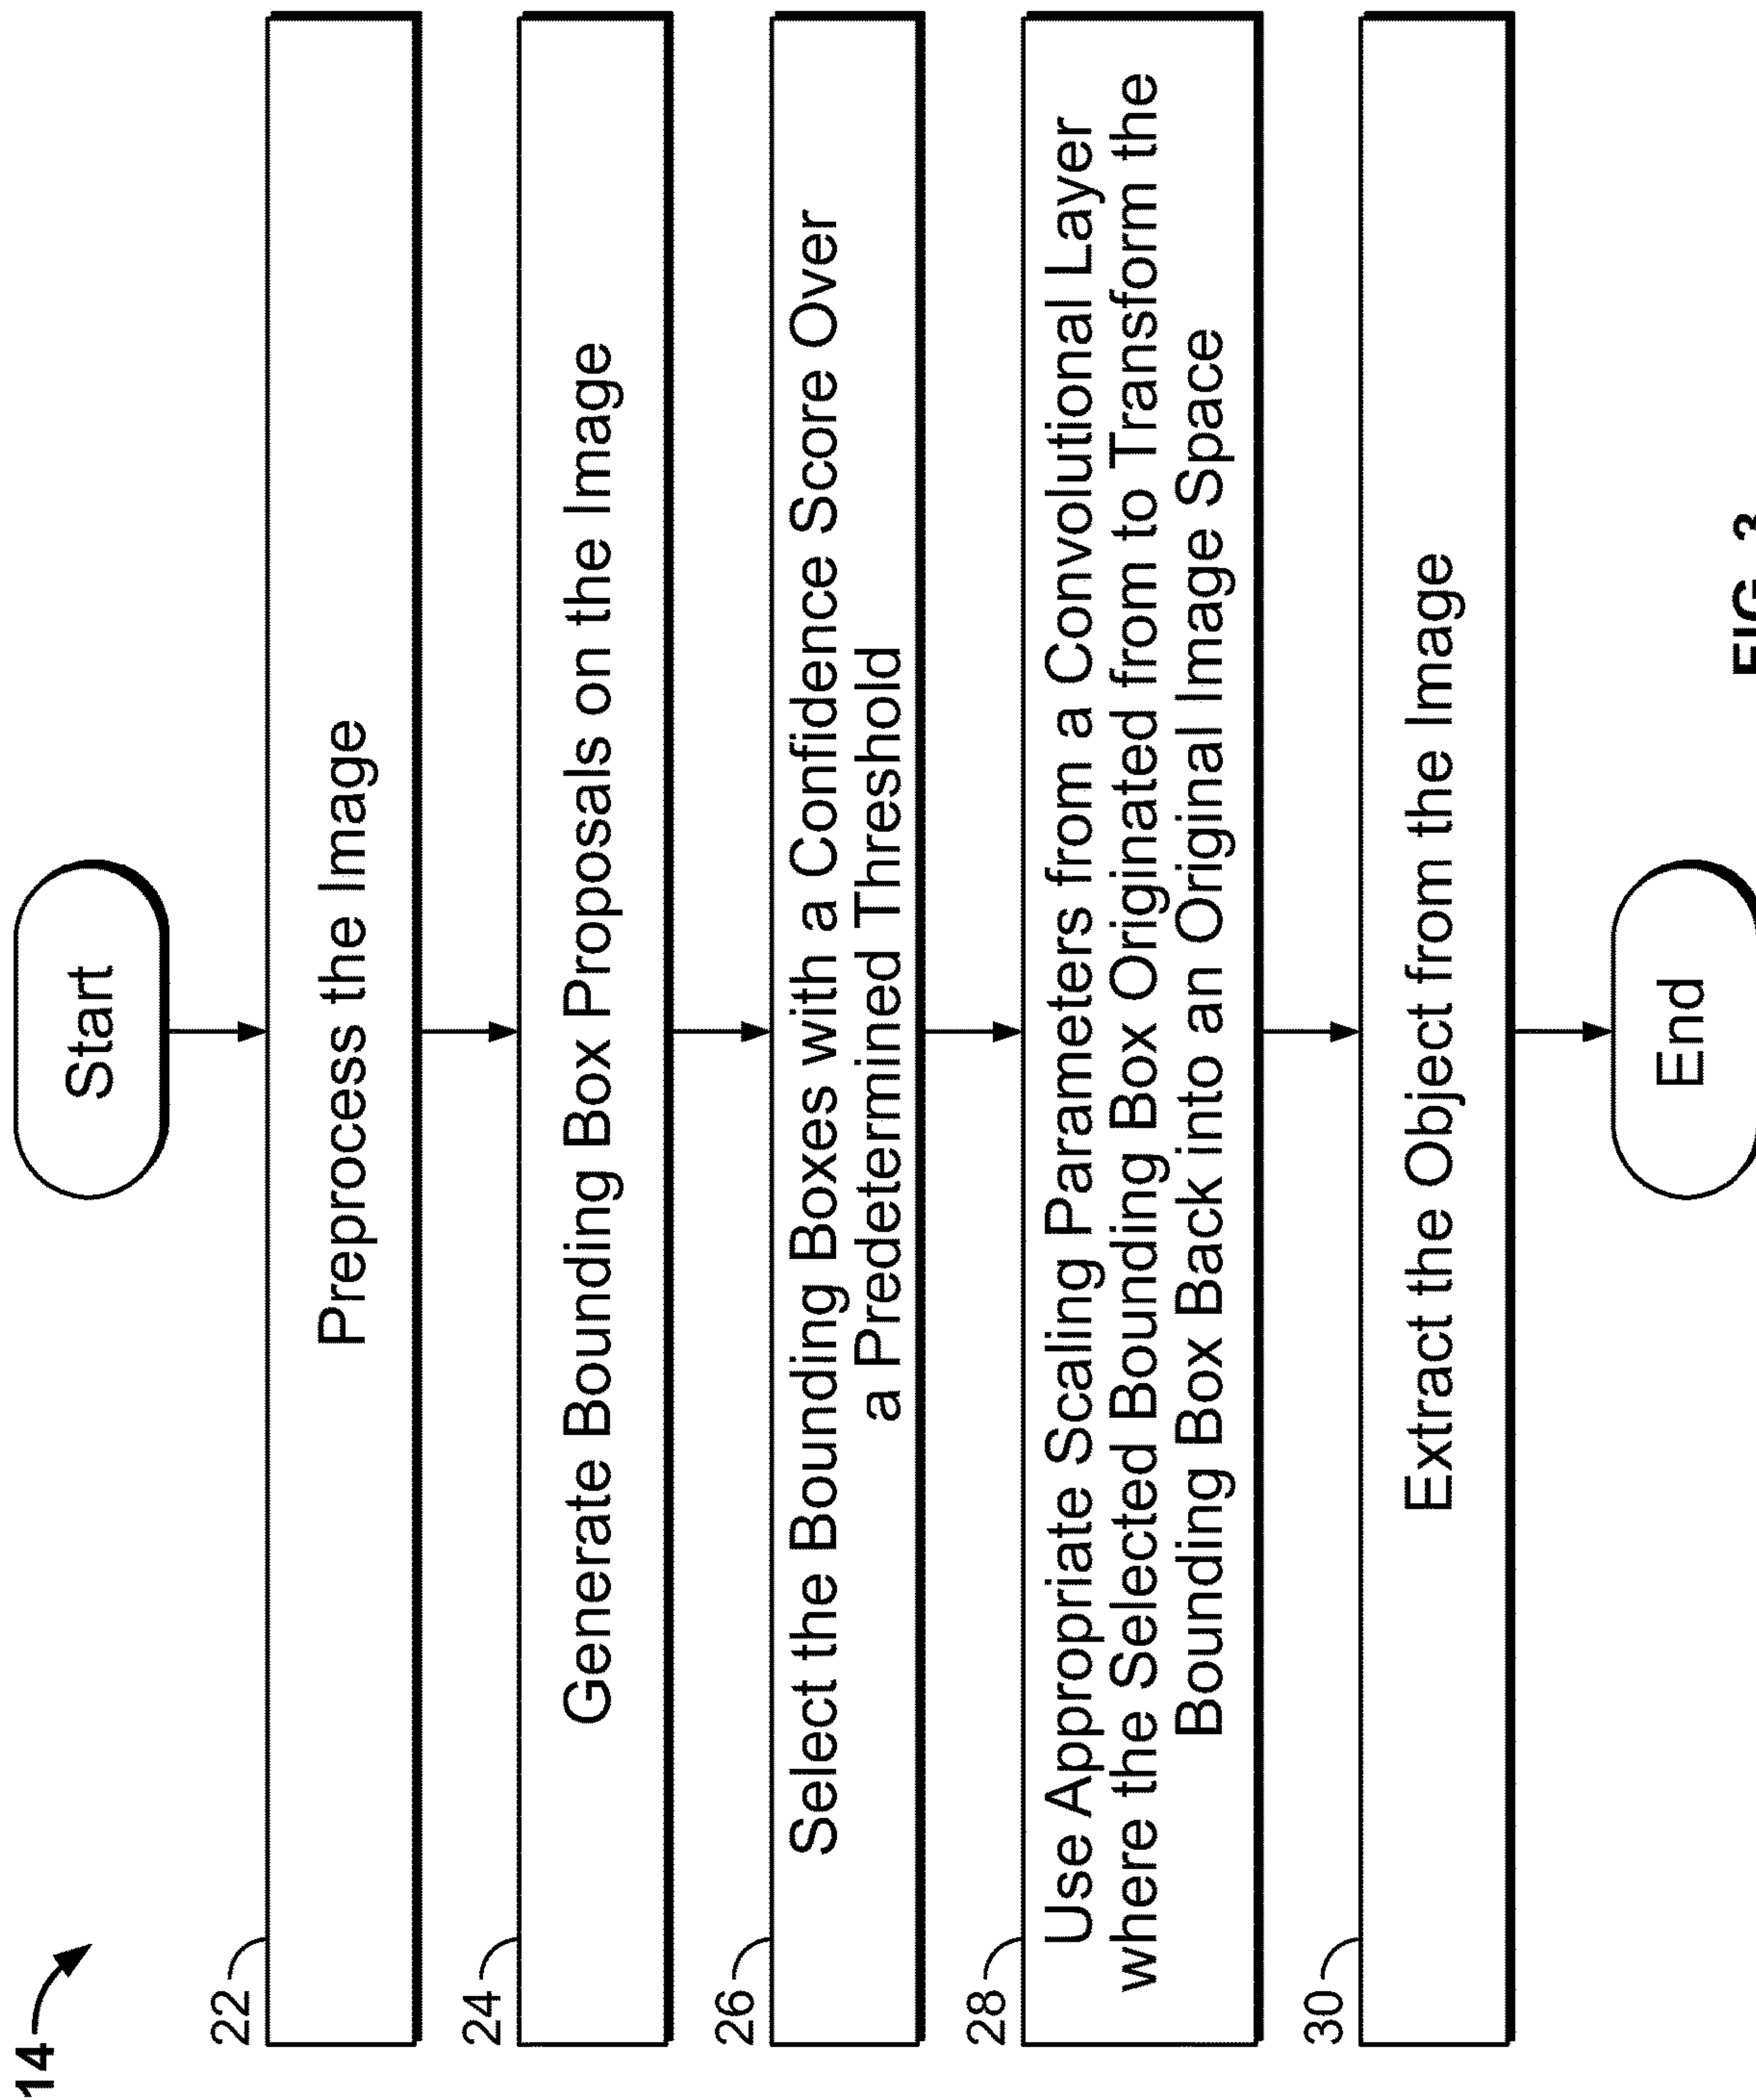 14
Start
22
Preprocess the Image
24
Generate Bounding Box Proposals on the Image
26
Select the Bounding Boxes with a Confidence Score Over
a Predetermined Threshold
28
Use Appropriate Scaling Parameters from a Convolutional Layer
where the Selected Bounding Box Originated from to Transform the
Bounding Box Back into an Original Image Space
30
Extract the Object from the Image
End
FIG. 3